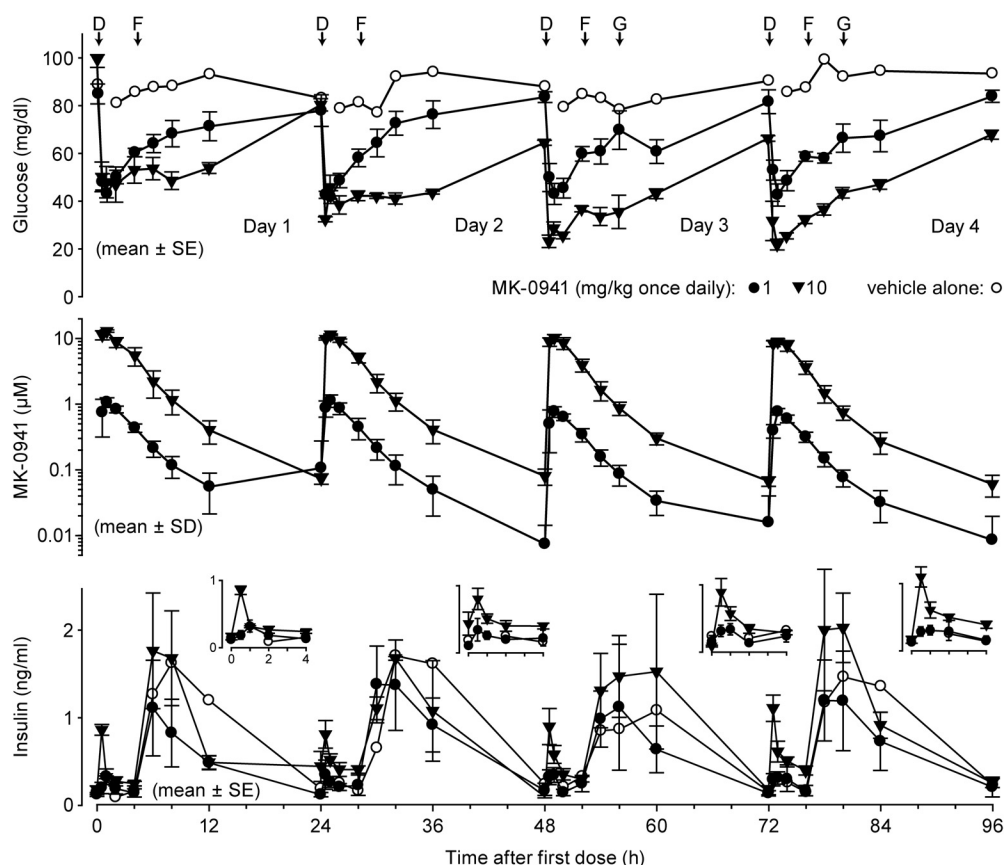 D F D F D F G D F G
100
80
60
40
20
0
Glucose (mg/dl)
(mean ± SE)
Day 1 Day 2 Day 3 Day 4
MK-0941 (mg/kg once daily): 1 10 vehicle alone:
10
1
0.1
0.01
MK-0941 (µM)
(mean ± SD)
1
0
0 2 4
2
1
0
Insulin (ng/ml)
(mean ± SE)
0 12 24 36 48 60 72 84 96
Time after first dose (h)